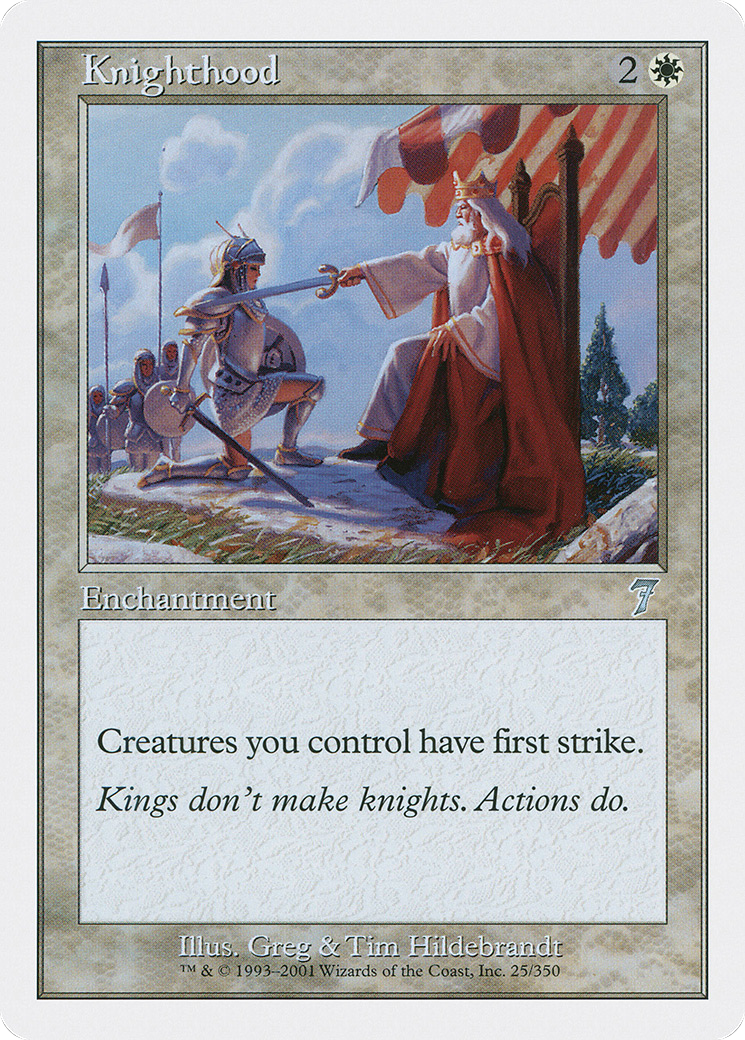 Knighthood 2
Enchantment 7
Creatures you control have first strike.
Kings don't make knights. Actions do.
Illus. Greg & Tim Hildebrandt
™ & © 1993–2001 Wizards of the Coast, Inc. 25/350